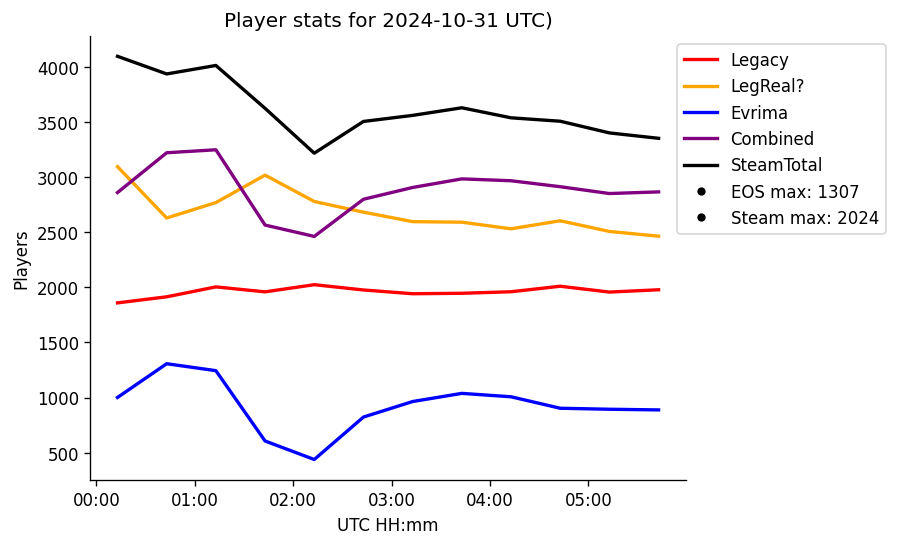 Player stats for 2024-10-31 UTC)
Legacy
LegReal?
Evrima
Combined
SteamTotal
EOS max: 1307
Steam max: 2024
Players
4000
3500
3000
2500
2000
1500
1000
500
00:00 01:00 02:00 03:00 04:00 05:00
UTC HH:mm